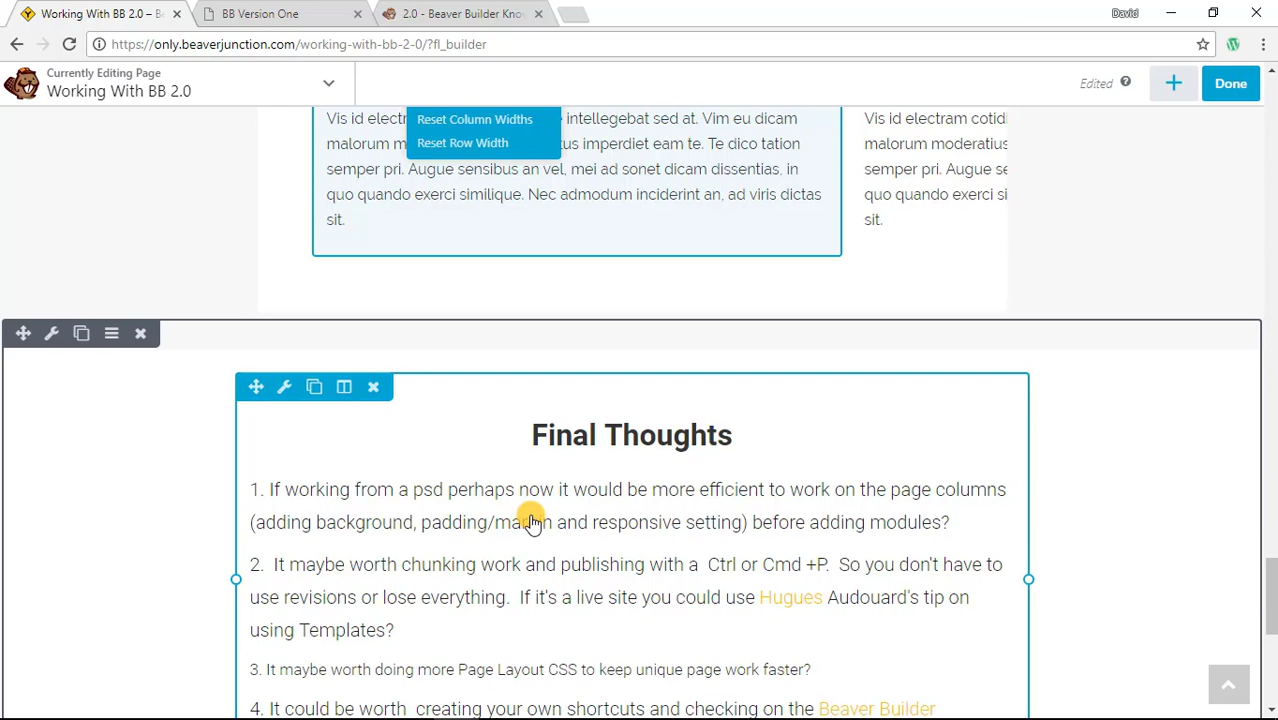 Working With BB 2.0 – B
BB Version One
2.0 - Beaver Builder Kno
David
https://only.beaverjunction.com/working-with-bb-2-0/?fl_builder
Currently Editing Page
Working With BB 2.0
Edited
Done
Reset Column Widths
Reset Row Width
Vis id electr intellegebat sed at. Vim eu dicam
malorum m tus imperdiet eam te. Te dico tation
semper pri. Augue sensibus an vel, mei ad sonet dicam dissentias, in
quo quando exerci similique. Nec admodum inciderint an, ad viris dictas
sit.
Vis id electram cotid
malorum moderatius
semper pri. Augue se
quo quando exerci si
sit.
Final Thoughts
1. If working from a psd perhaps now it would be more efficient to work on the page columns
(adding background, padding/margin and responsive setting) before adding modules?
2. It maybe worth chunking work and publishing with a Ctrl or Cmd +P. So you don't have to
use revisions or lose everything. If it's a live site you could use Hugues Audouard's tip on
using Templates?
3. It maybe worth doing more Page Layout CSS to keep unique page work faster?
4. It could be worth creating your own shortcuts and checking on the Beaver Builder